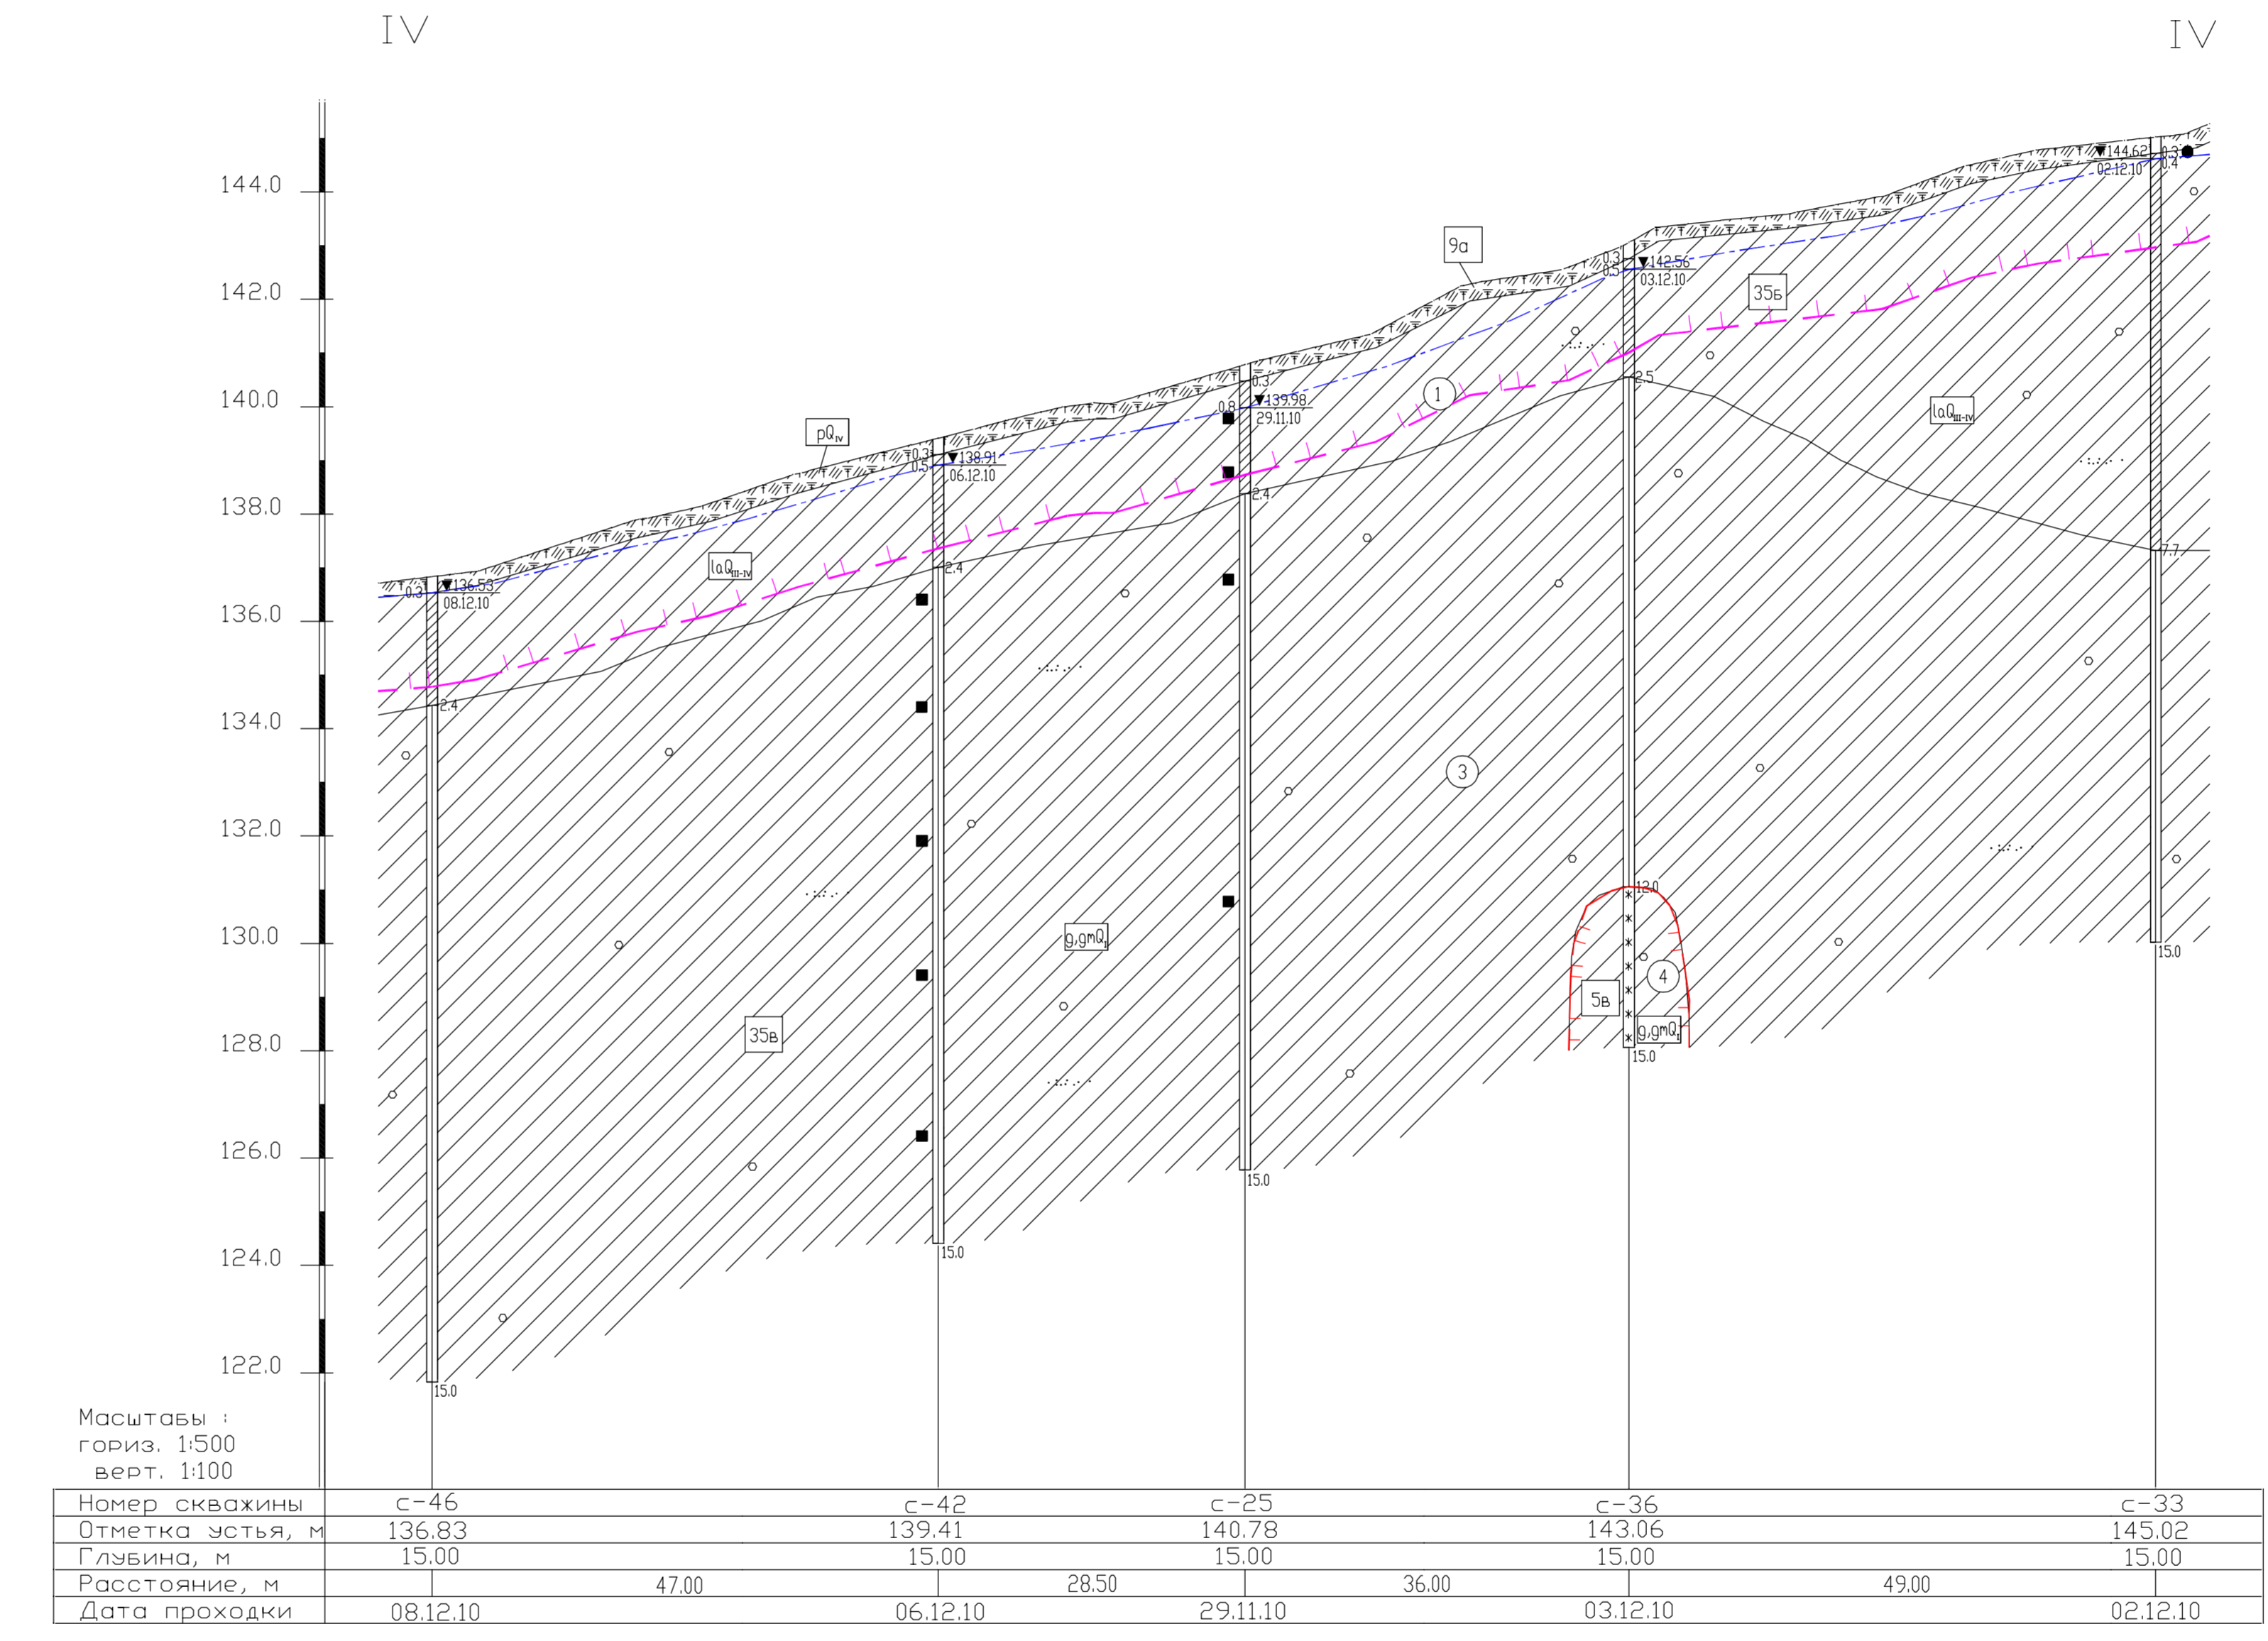 IV IV
144.0
142.0
140.0
138.0
136.0
134.0
132.0
130.0
128.0
126.0
124.0
122.0
144.62
02.12.10
0.3
0.4
9а
0.3
0.5
142.56
03.12.10
35Б
1
2.5
laQIII-IV
0.3
0.8
139.98
29.11.10
pQIV
0.3
0.5
138.91
06.12.10
2.4
7.7
laQIII-IV
2.4
0.3
136.53
08.12.10
2.4
3
12.0
g,gmQI
4
5в
g,gmQI
35в
15.0
15.0
15.0
15.0
15.0
Масштабы :
гориз. 1:500
верт. 1:100
Номер скважины с-46 с-42 с-25 с-36 с-33
Отметка устья, м 136.83 139.41 140.78 143.06 145.02
Глубина, м 15.00 15.00 15.00 15.00 15.00
Расстояние, м 47.00 28.50 36.00 49.00
Дата проходки 08.12.10 06.12.10 29.11.10 03.12.10 02.12.10